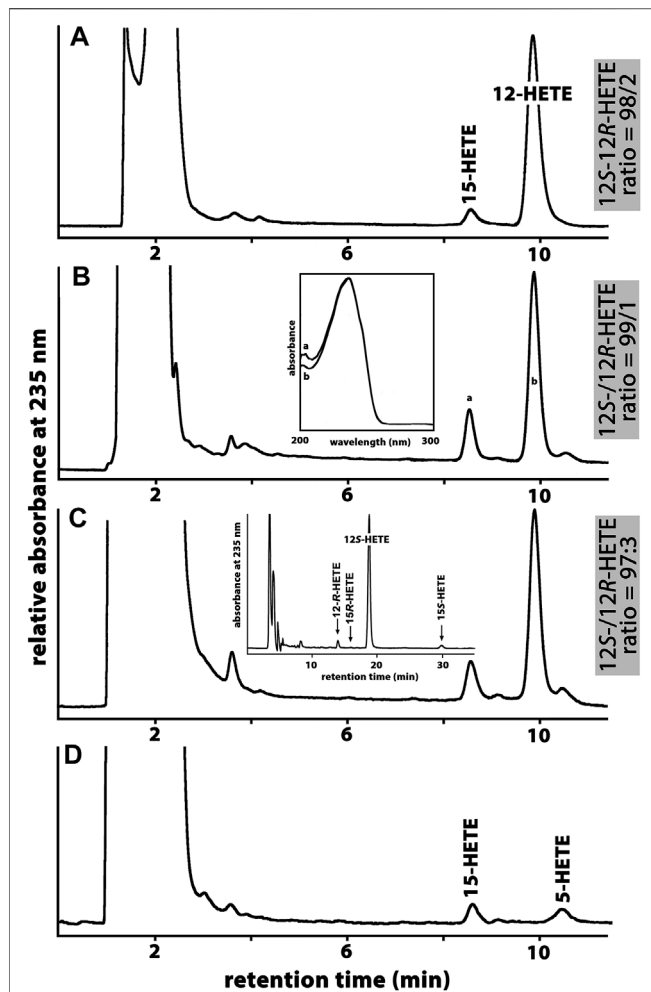 A
12-HETE
15-HETE
12S-12R-HETE
ratio = 98/2
2
6
10
B
absorbance
a
b
200
wavelength (nm)
300
a
b
12S-/12R-HETE
ratio = 99/1
2
6
10
relative absorbance at 235 nm
C
absorbance at 235 nm
12-R-HETE
15R-HETE
12S-HETE
15S-HETE
10
20
30
retention time (min)
12S-/12R-HETE
ratio = 97:3
2
6
10
D
15-HETE
5-HETE
2
6
10
retention time (min)